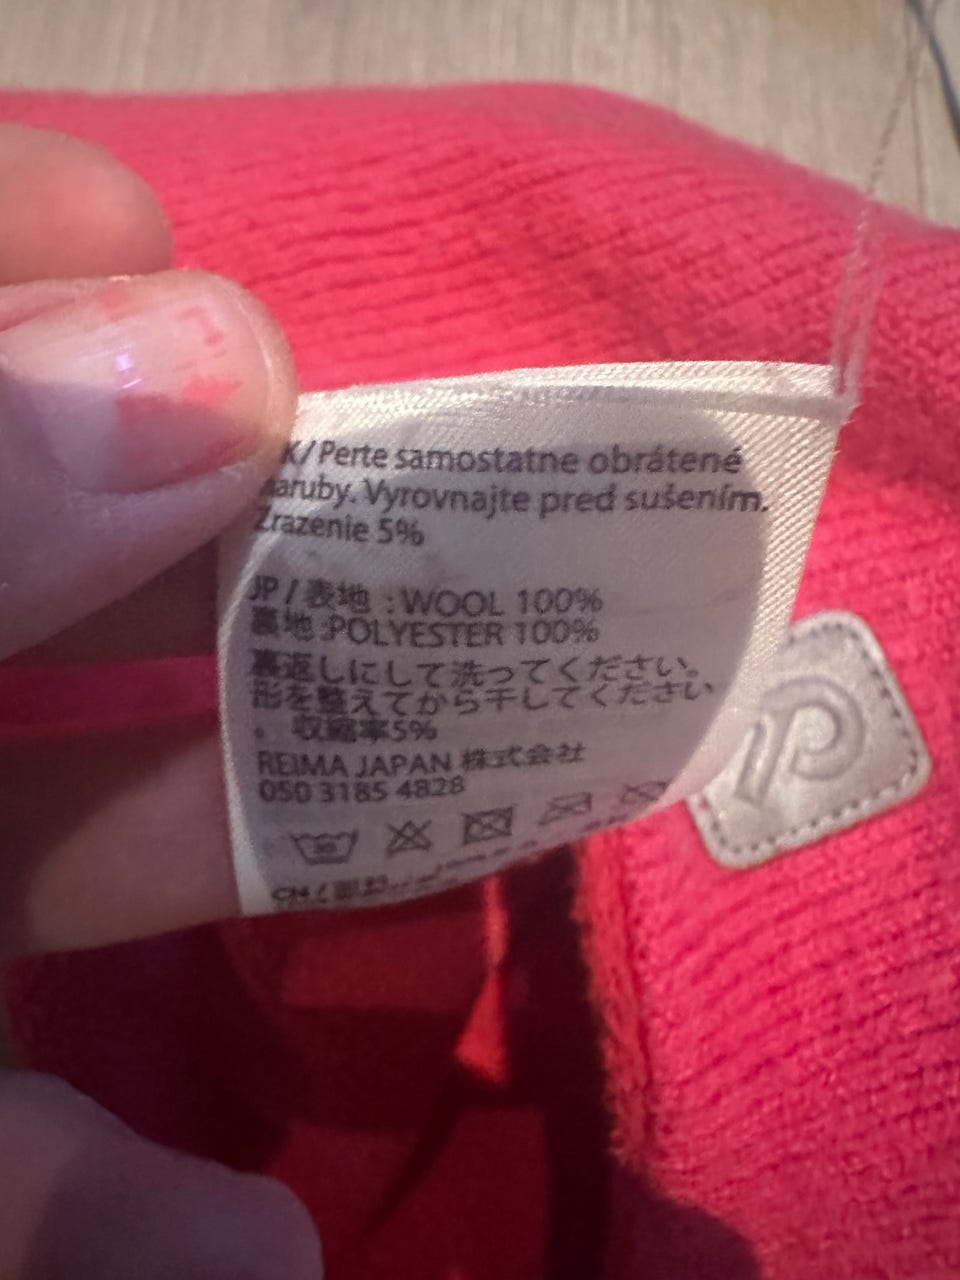 K/ Perte samostatne obrátené
naruby. Vyrovnajte pred sušením.
Zrazenie 5%
JP / 表地 : WOOL 100%
裏地 :POLYESTER 100%
裏返しにして洗ってください。
形を整えてから干してください
。 収縮率5%
REIMA JAPAN 株式会社
050 3185 4828
30
CN /